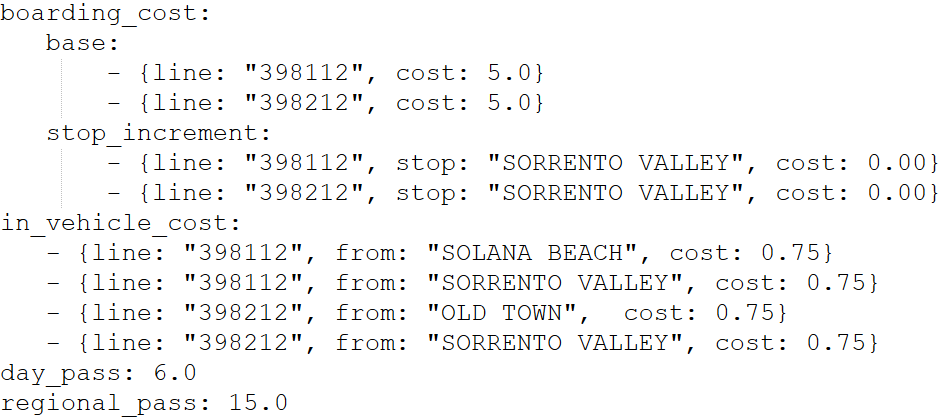 boarding_cost:
   base:
       - {line: "398112", cost: 5.0}
       - {line: "398212", cost: 5.0}
   stop_increment:
       - {line: "398112", stop: "SORRENTO VALLEY", cost: 0.00}
       - {line: "398212", stop: "SORRENTO VALLEY", cost: 0.00}
in_vehicle_cost:
   - {line: "398112", from: "SOLANA BEACH", cost: 0.75}
   - {line: "398112", from: "SORRENTO VALLEY", cost: 0.75}
   - {line: "398212", from: "OLD TOWN",  cost: 0.75}
   - {line: "398212", from: "SORRENTO VALLEY", cost: 0.75}
day_pass: 6.0
regional_pass: 15.0